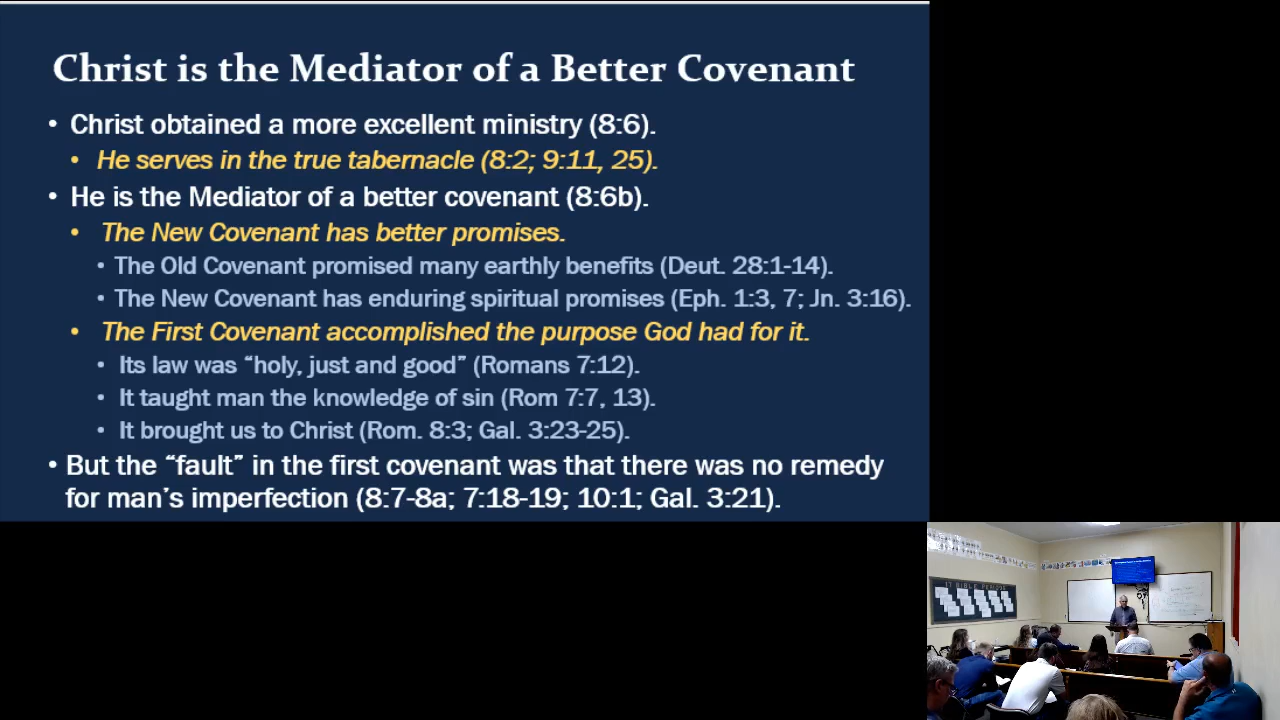 Christ is the Mediator of a Better Covenant
• Christ obtained a more excellent ministry (8:6).
• He serves in the true tabernacle (8:2; 9:11, 25).
• He is the Mediator of a better covenant (8:6b).
• The New Covenant has better promises.
• The Old Covenant promised many earthly benefits (Deut. 28:1-14).
• The New Covenant has enduring spiritual promises (Eph. 1:3, 7; Jn. 3:16).
• The First Covenant accomplished the purpose God had for it.
• Its law was “holy, just and good” (Romans 7:12).
• It taught man the knowledge of sin (Rom 7:7, 13).
• It brought us to Christ (Rom. 8:3; Gal. 3:23-25).
• But the “fault” in the first covenant was that there was no remedy
for man’s imperfection (8:7-8a; 7:18-19; 10:1; Gal. 3:21).
17 BIBLE PERIODS